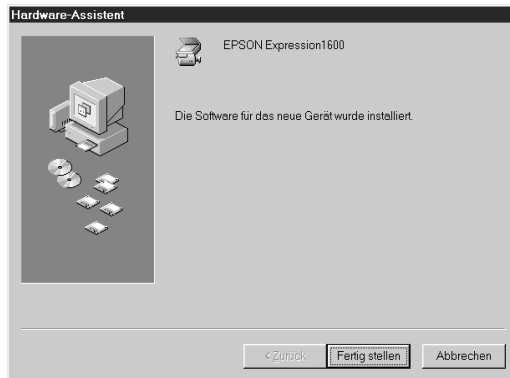 Hardware-Assistent
EPSON Expression1600
Die Software für das neue Gerät wurde installiert.
< Zurück
Fertig stellen
Abbrechen